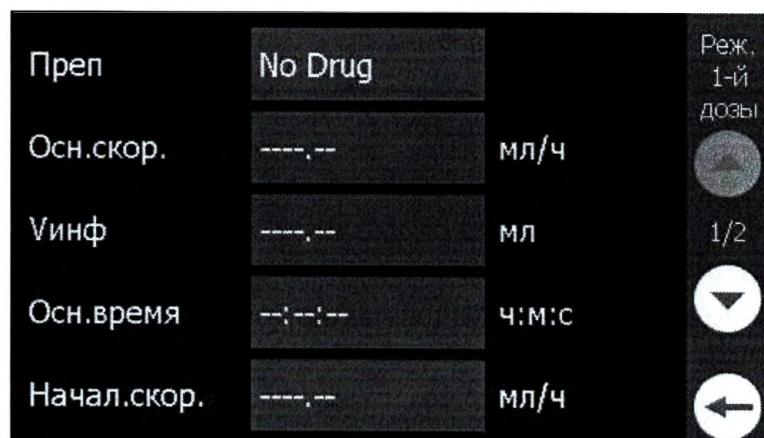 Преп No Drug
Осн.скор. ----.-- мл/ч
Vинф ----.-- мл
Осн.время --:--:-- ч:м:с
Начал.скор. ----.-- мл/ч
Реж.
1-й
дозы
1/2